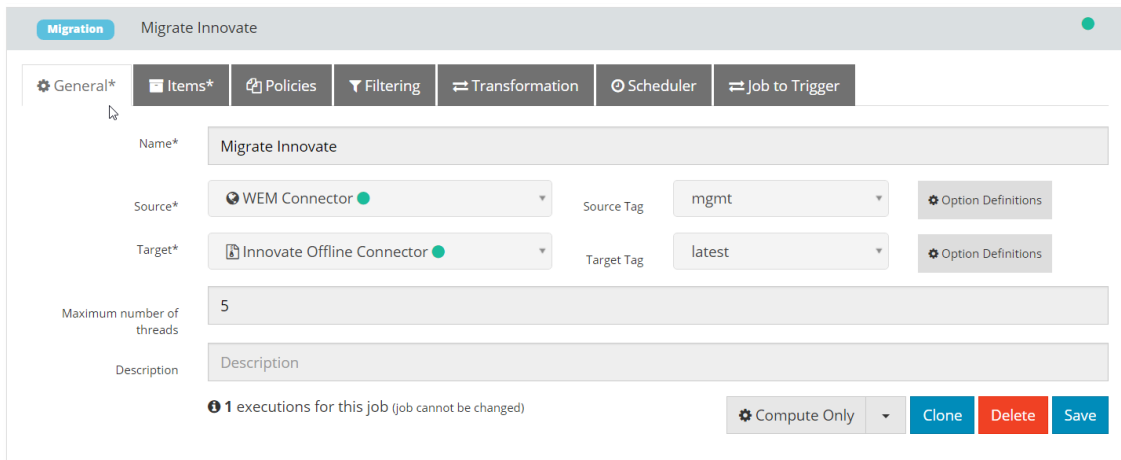 Migration Migrate Innovate
General* Items* Policies Filtering Transformation Scheduler Job to Trigger
Name* Migrate Innovate
Source* WEM Connector Source Tag mgmt Option Definitions
Target* Innovate Offline Connector Target Tag latest Option Definitions
Maximum number of
threads
5
Description Description
1 executions for this job (job cannot be changed) Compute Only Clone Delete Save